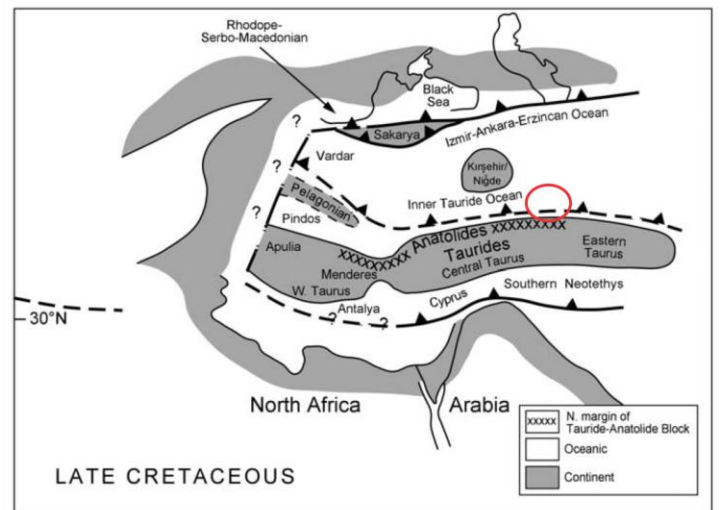 Rhodope-
Serbo-Macedonian
Black
Sea
Izmir-Ankara-Erzincan Ocean
Sakarya
?
Vardar
?
Kırşehir/
Niğde
Pelagonian
Inner Tauride Ocean
?
Pindos
Anatolides xxxxxxxxx
xxxxxxxxx
Taurides
Apulia
Eastern
Taurus
Menderes
Central Taurus
W. Taurus
Southern Neotethys
Cyprus
Antalya
? ?
30°N
North Africa
Arabia
xxxxx N. margin of
Tauride-Anatolide Block
Oceanic
Continent
LATE CRETACEOUS